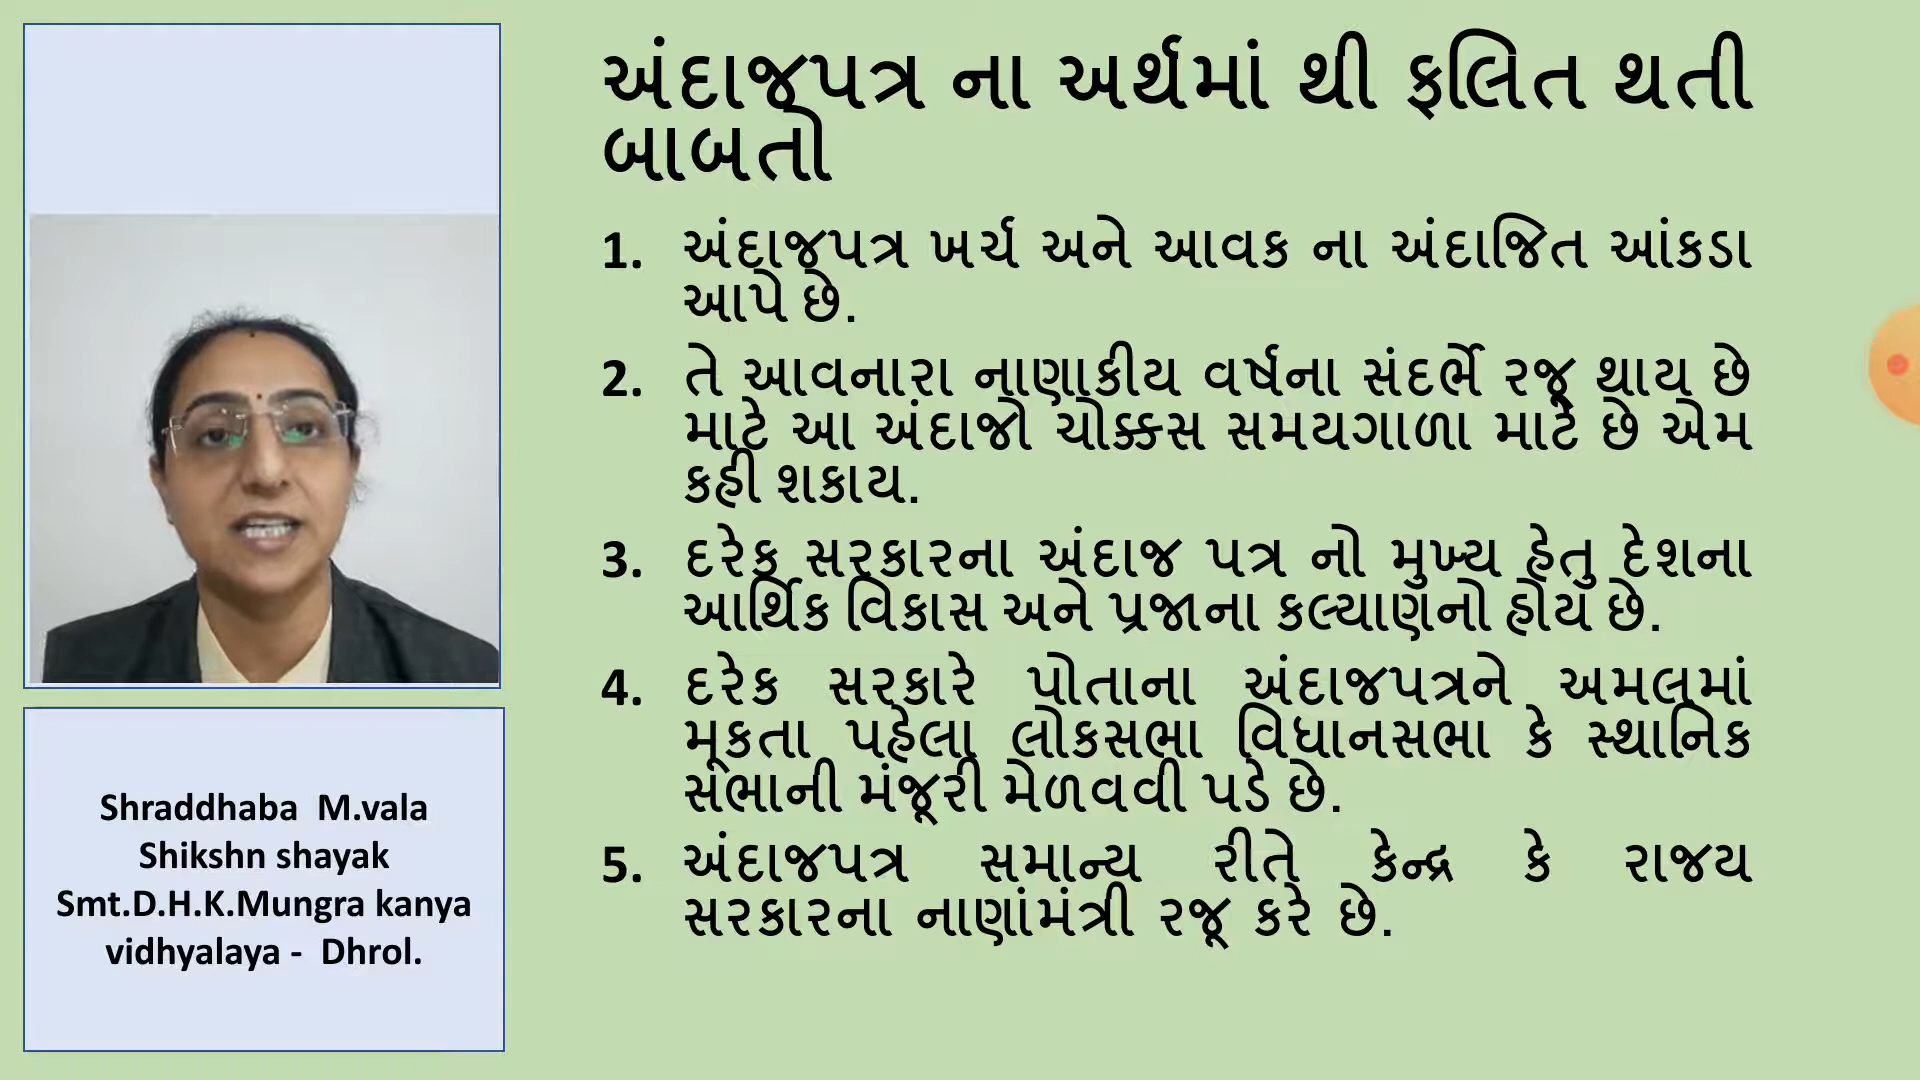 અંદાજપત્ર ના અર્થમાં થી ફલિત થતી
બાબતો
1. અંદાજપત્ર ખર્ચ અને આવક ના અંદાજિત આંકડા
આપે છે.
2. તે આવનારા નાણાકીય વર્ષના સંદર્ભે રજૂ થાય છે
માટે આ અંદાજો ચોક્કસ સમયગાળા માટે છે એમ
કહી શકાય.
3. દરેક સરકારના અંદાજ પત્ર નો મુખ્ય હેતુ દેશના
આર્થિક વિકાસ અને પ્રજાના કલ્યાણનો હોય છે.
4. દરેક સરકારે પોતાના અંદાજપત્રને અમલમાં
મૂકતા પહેલા લોકસભા વિધાનસભા કે સ્થાનિક
સભાની મંજૂરી મેળવવી પડે છે.
5. અંદાજપત્ર સમાન્ય રીતે કેન્દ્ર કે રાજય
સરકારના નાણાંમંત્રી રજૂ કરે છે.
Shraddhaba M.vala
Shikshn shayak
Smt.D.H.K.Mungra kanya
vidhyalaya - Dhrol.